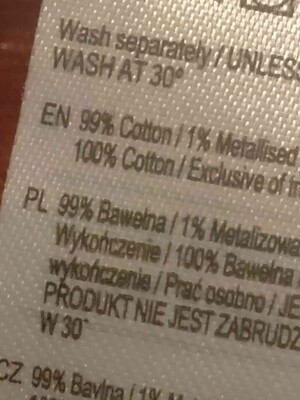 Wash separately / UNLESS
WASH AT 30°
EN 99% Cotton / 1% Metallised
100% Cotton / Exclusive of
PL 99% Bawełna / 1% Metalizowa
Wykończenie / 100% Bawełna /
wykończenie / Prać osobno / JE
PRODUKT NIE JEST ZABRUDZ
W 30°
CZ 99% Bavlna / 1%